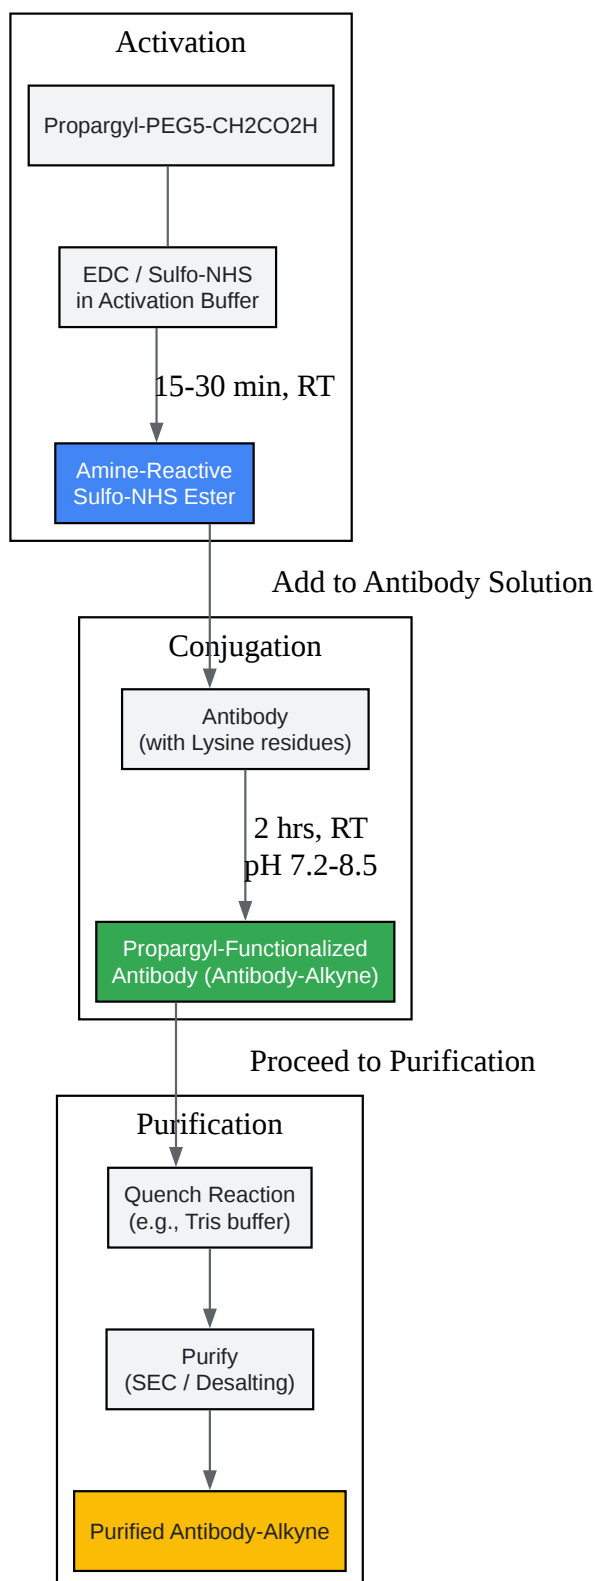 Activation
Propargyl-PEG5-CH2CO2H
EDC / Sulfo-NHS
in Activation Buffer
15-30 min, RT
Amine-Reactive
Sulfo-NHS Ester
Add to Antibody Solution
Conjugation
Antibody
(with Lysine residues)
2 hrs, RT
pH 7.2-8.5
Propargyl-Functionalized
Antibody (Antibody-Alkyne)
Proceed to Purification
Purification
Quench Reaction
(e.g., Tris buffer)
Purify
(SEC / Desalting)
Purified Antibody-Alkyne